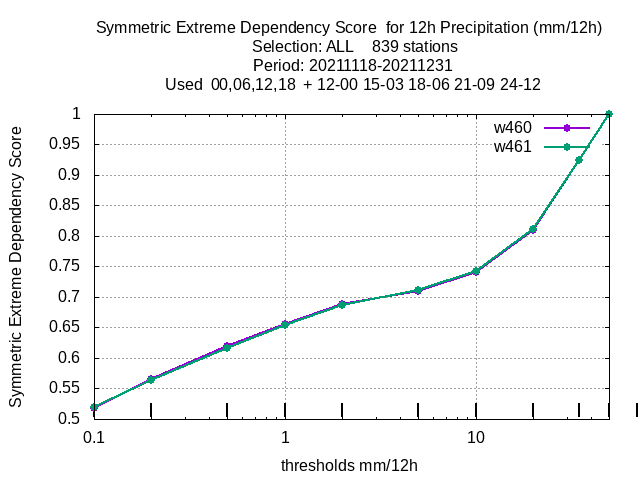 Symmetric Extreme Dependency Score  for 12h Precipitation (mm/12h)
Selection: ALL    839 stations
Period: 20211118-20211231
Used  00,06,12,18  + 12-00 15-03 18-06 21-09 24-12
Symmetric Extreme Dependency Score
1
0.95
0.9
0.85
0.8
0.75
0.7
0.65
0.6
0.55
0.5
w460
w461
0.1
1
10
thresholds mm/12h